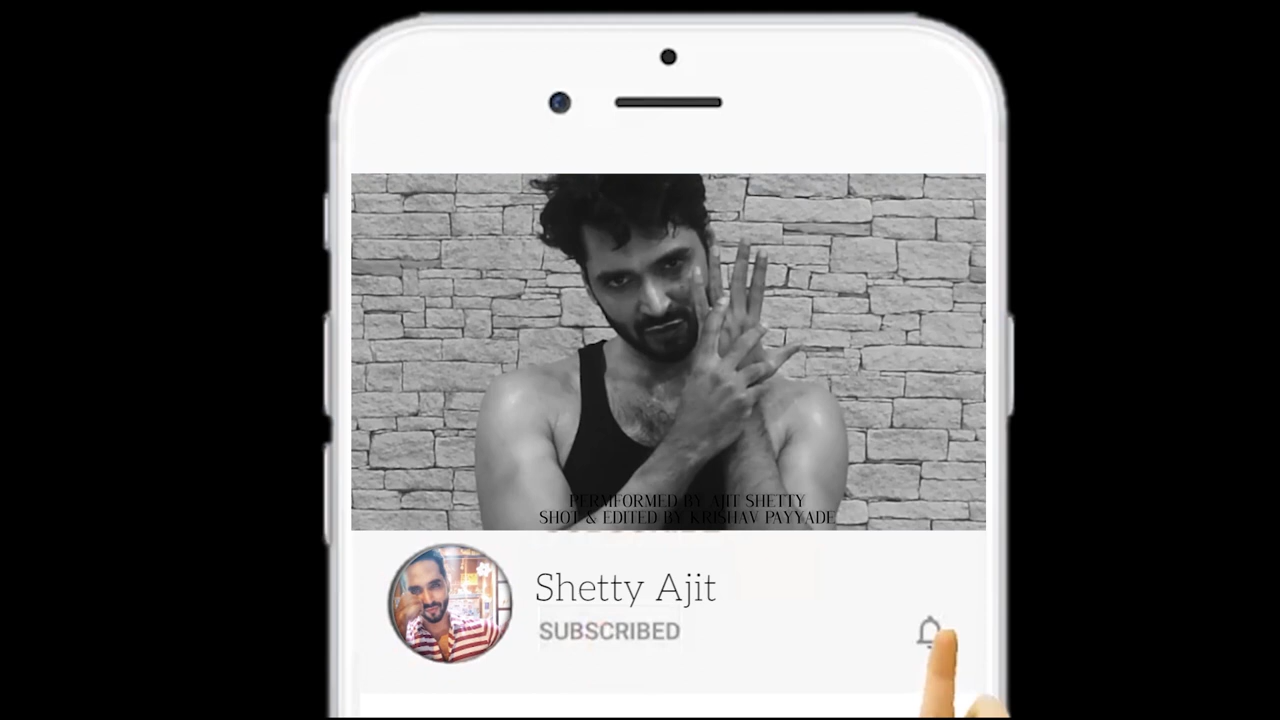 PERMFORMED BY AJIT SHETTY
SHOT & EDITED BY KRISHAV PAYYADE
Shetty Ajit
SUBSCRIBED